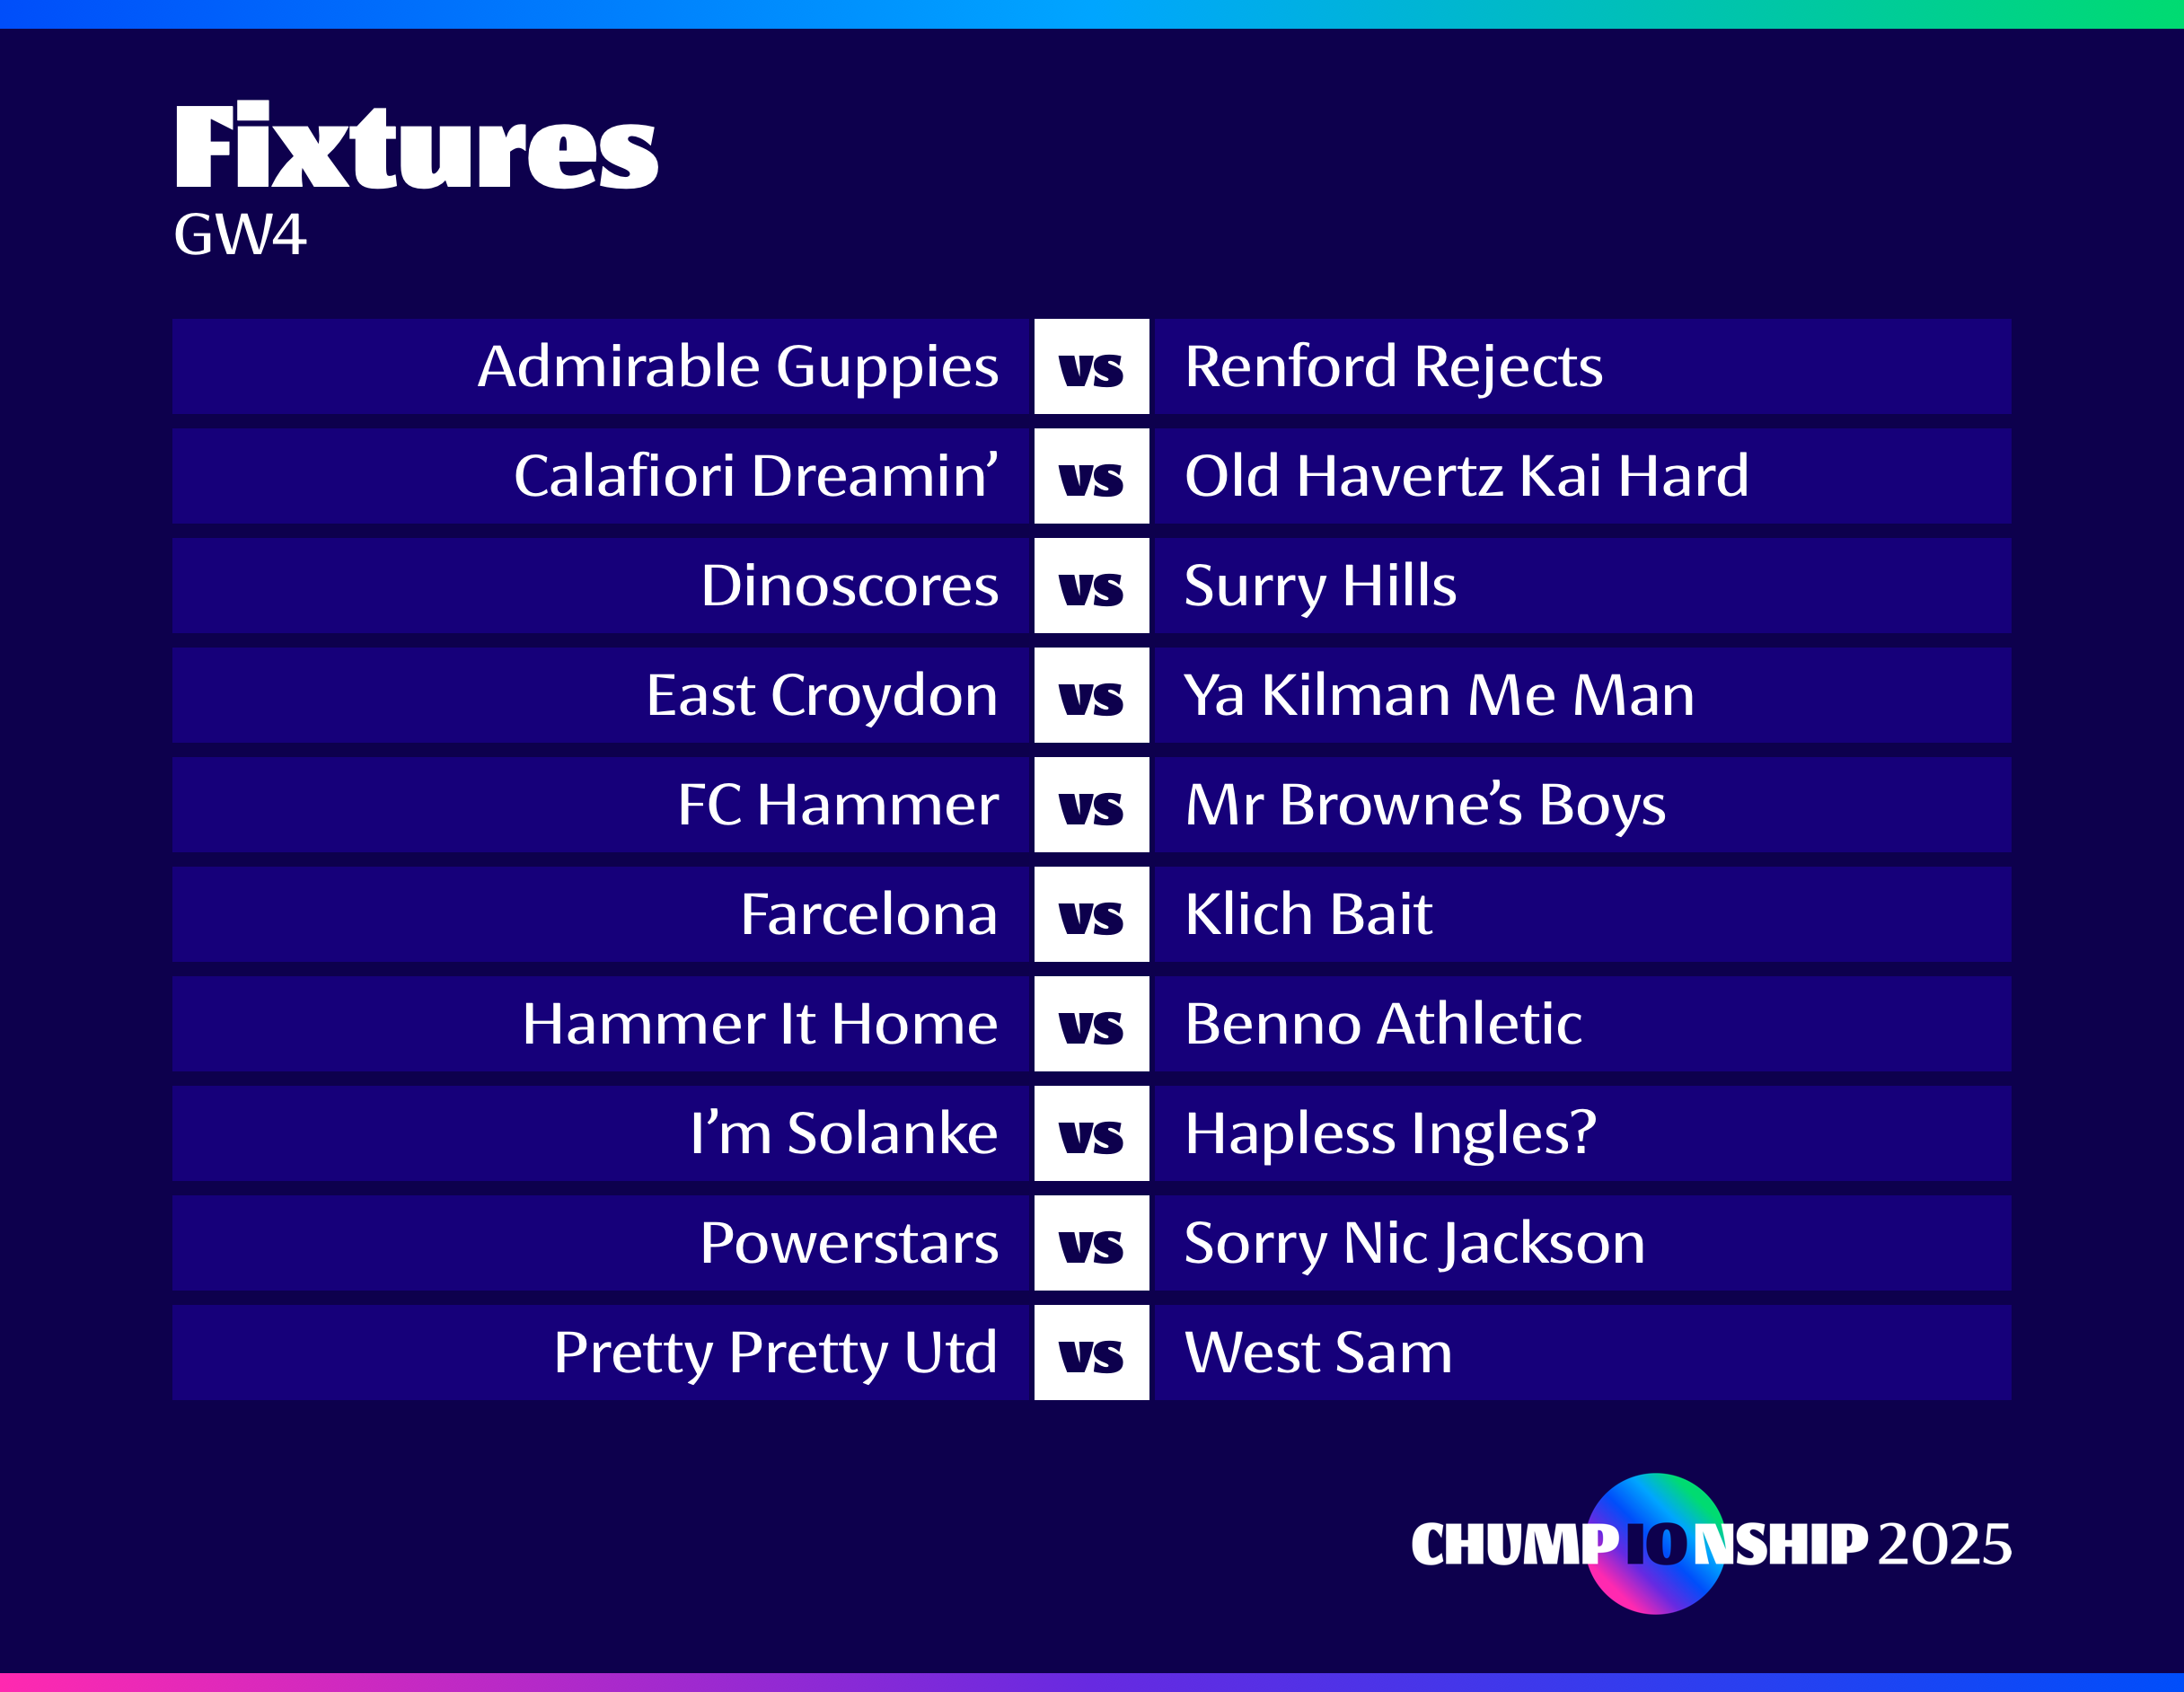 Fixtures
GW4
Admirable Guppies vs Renford Rejects
Calafiori Dreamin’ vs Old Havertz Kai Hard
Dinoscores vs Surry Hills
East Croydon vs Ya Kilman Me Man
FC Hammer vs Mr Browne’s Boys
Farcelona vs Klich Bait
Hammer It Home vs Benno Athletic
I’m Solanke vs Hapless Ingles?
Powerstars vs Sorry Nic Jackson
Pretty Pretty Utd vs West Sam
CHUMPIONSHIP 2025